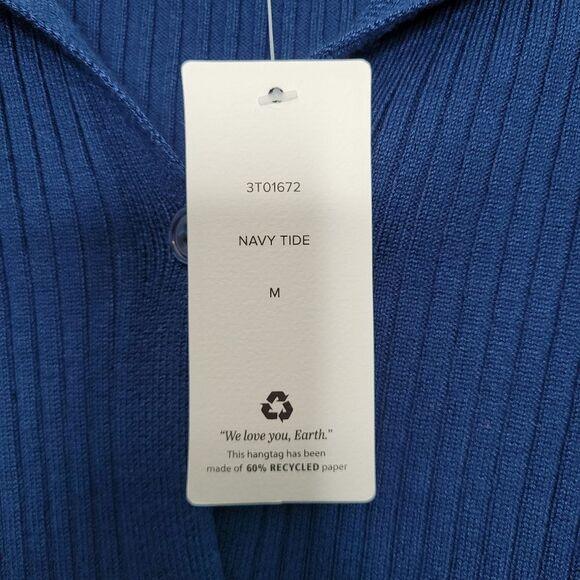 3T01672
NAVY TIDE
M
“We love you, Earth.”
This hangtag has been
made of 60% RECYCLED paper